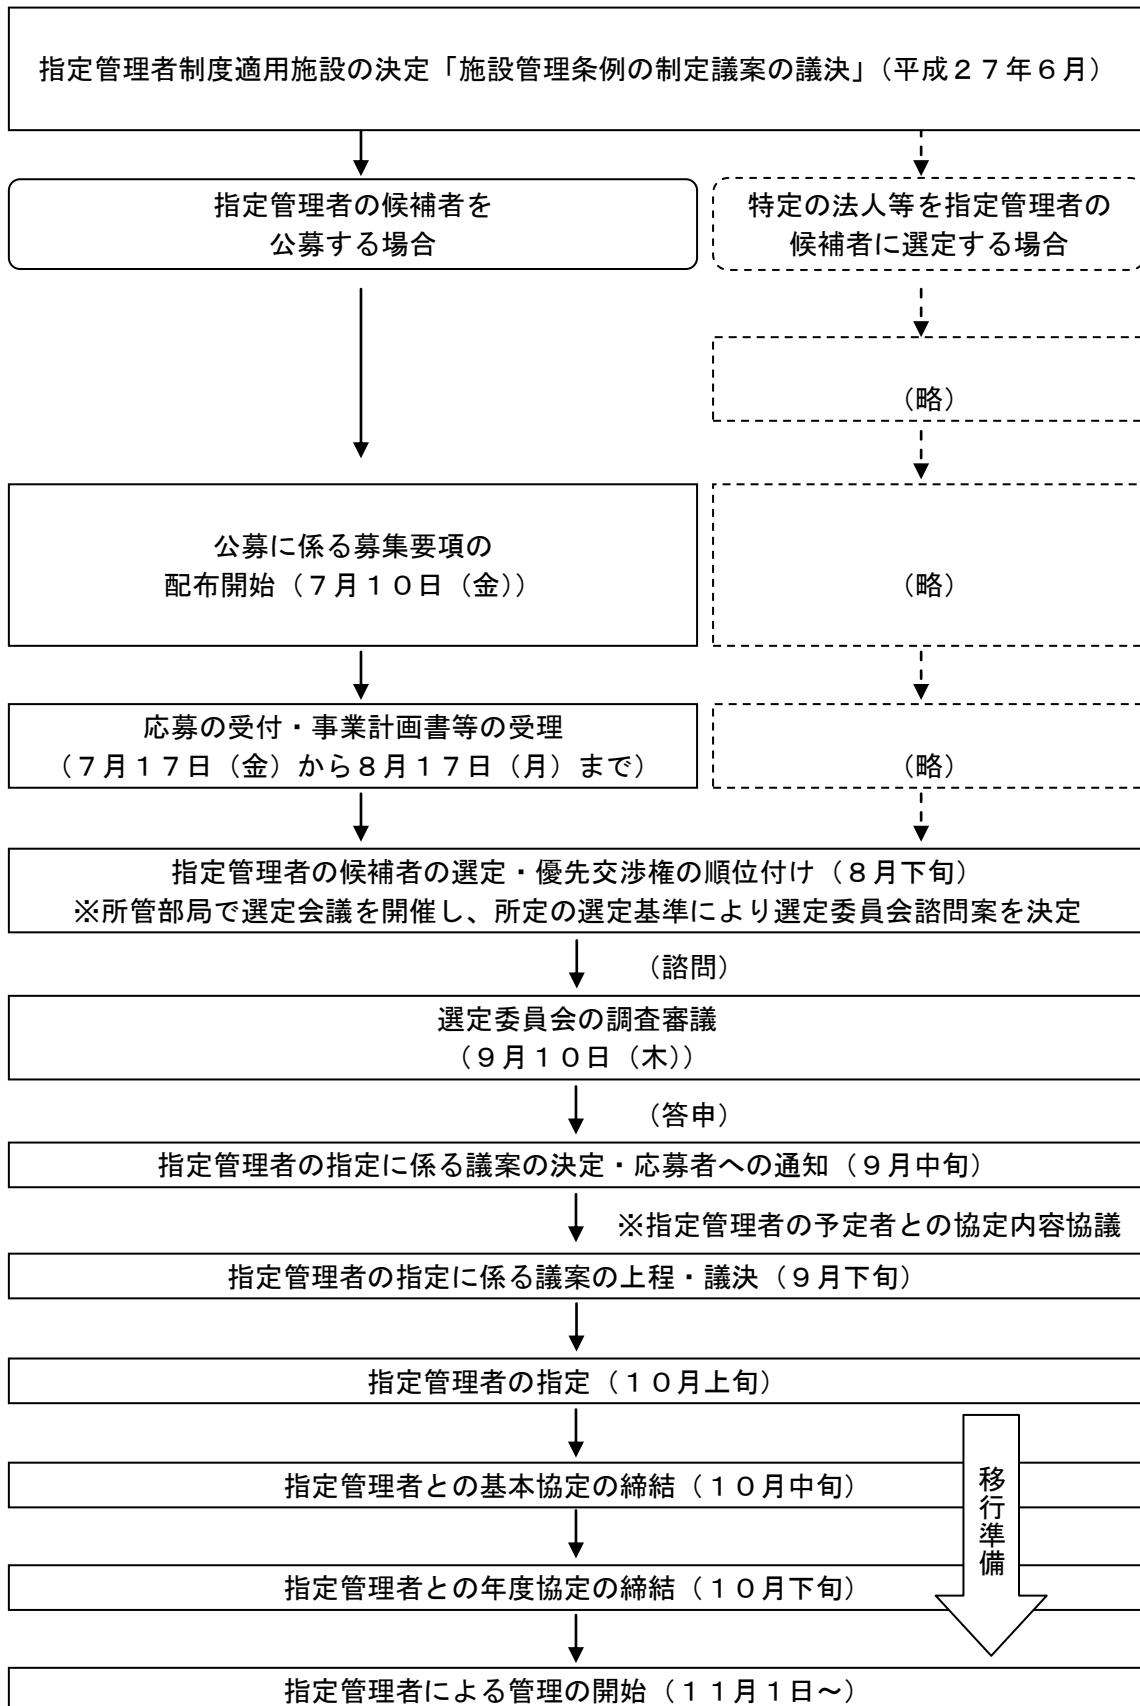 指定管理者制度適用施設の決定「施設管理条例の制定議案の議決」（平成２７年６月）
指定管理者の候補者を
公募する場合
特定の法人等を指定管理者の
候補者に選定する場合
（略）
公募に係る募集要項の
配布開始（７月１０日（金））
（略）
応募の受付・事業計画書等の受理
（７月１７日（金）から８月１７日（月）まで）
（略）
指定管理者の候補者の選定・優先交渉権の順位付け（８月下旬）
※所管部局で選定会議を開催し、所定の選定基準により選定委員会諮問案を決定
（諮問）
選定委員会の調査審議
（９月１０日（木））
（答申）
指定管理者の指定に係る議案の決定・応募者への通知（９月中旬）
※指定管理者の予定者との協定内容協議
指定管理者の指定に係る議案の上程・議決（９月下旬）
指定管理者の指定（１０月上旬）
指定管理者との基本協定の締結（１０月中旬）
移行準備
指定管理者との年度協定の締結（１０月下旬）
指定管理者による管理の開始（１１月１日～）